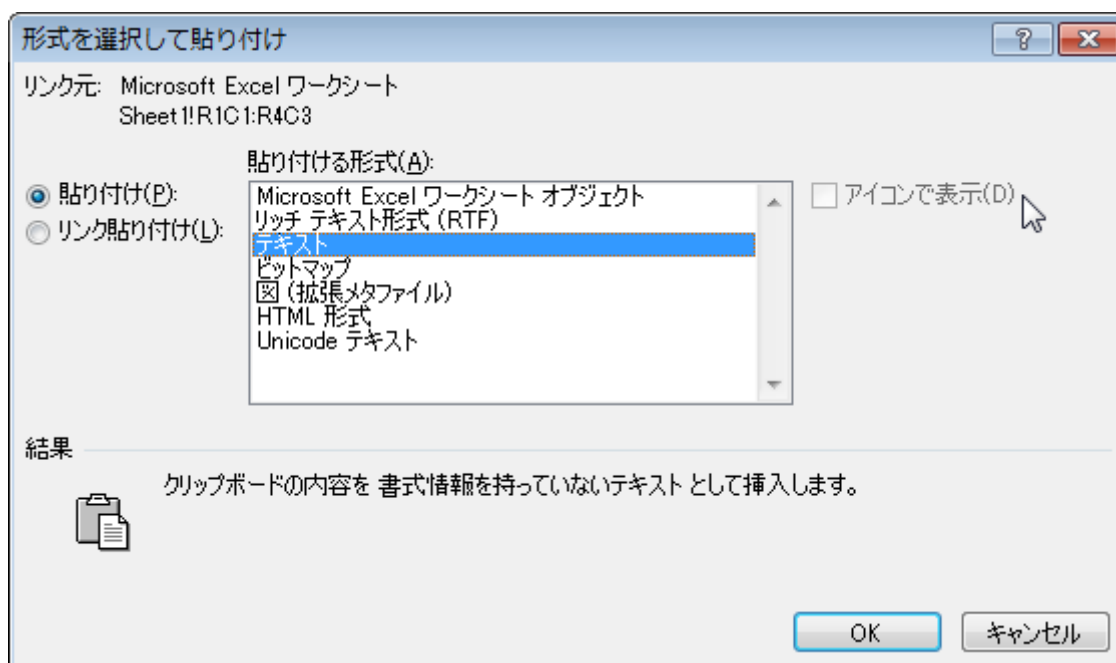 形式を選択して貼り付け
リンク元: Microsoft Excel ワークシート
Sheet1!R1C1:R4C3
貼り付ける形式(A):
貼り付け(P):
リンク貼り付け(L):
Microsoft Excel ワークシート オブジェクト
リッチ テキスト形式 (RTF)
テキスト
ビットマップ
図 (拡張メタファイル)
HTML 形式
Unicode テキスト
アイコンで表示(D)
結果
クリップボードの内容を 書式情報を持っていないテキスト として挿入します。
OK
キャンセル